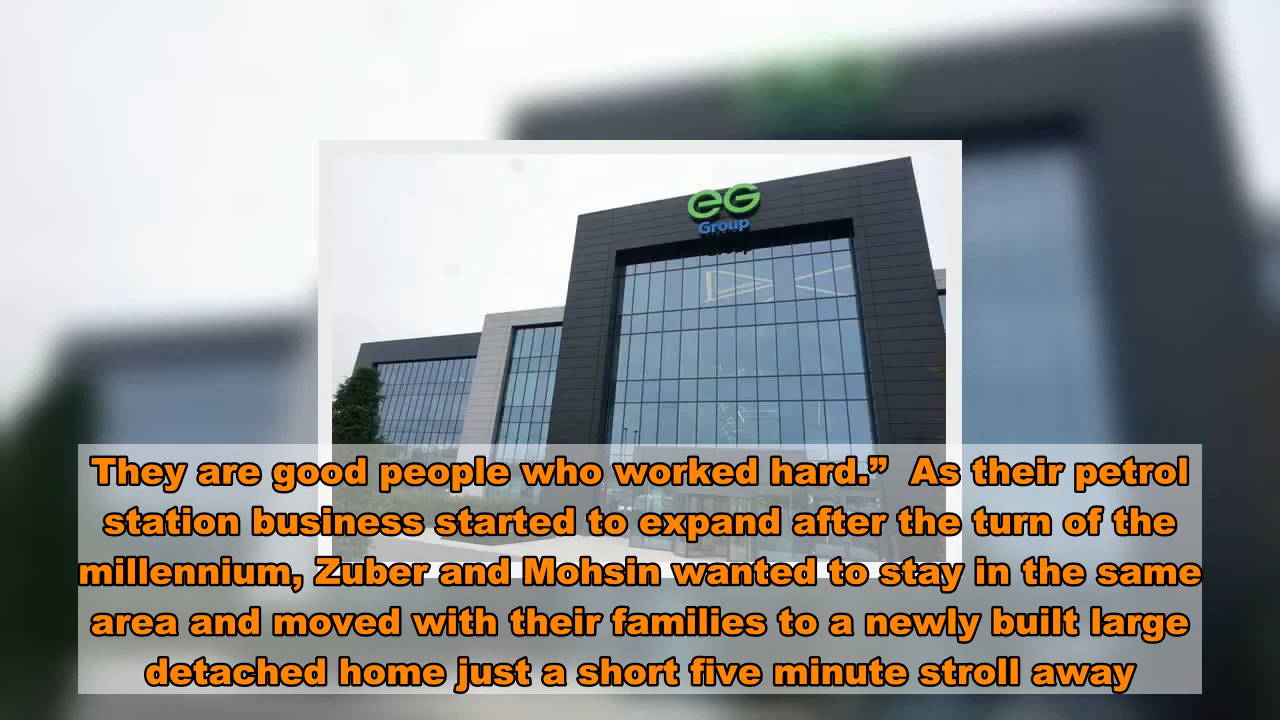 eG
Group
They are good people who worked hard.”  As their petrol
station business started to expand after the turn of the
millennium, Zuber and Mohsin wanted to stay in the same
area and moved with their families to a newly built large
detached home just a short five minute stroll away